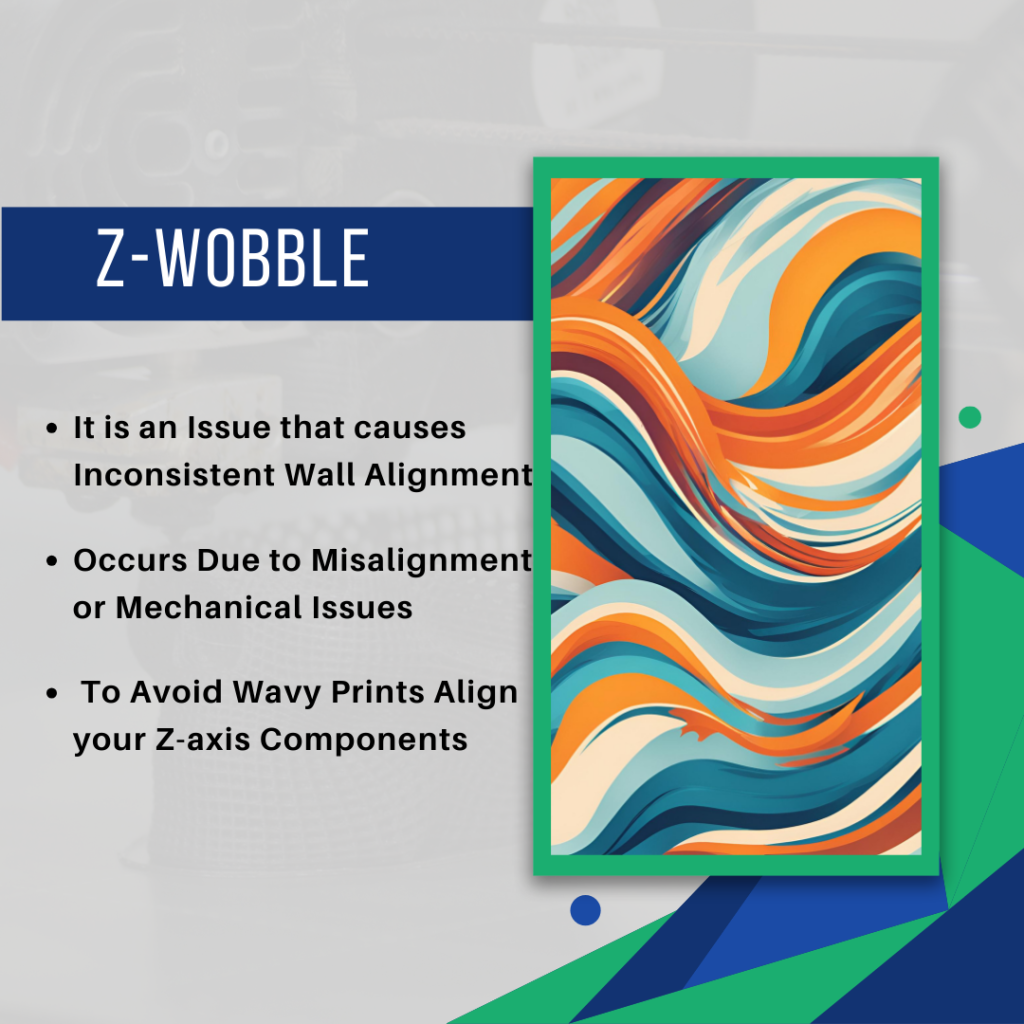 Z-WOBBLE
• It is an Issue that causes
Inconsistent Wall Alignment
• Occurs Due to Misalignment
or Mechanical Issues
• To Avoid Wavy Prints Align
your Z-axis Components